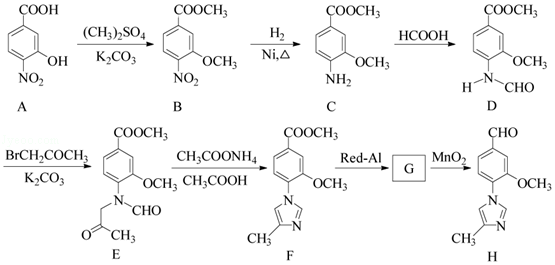 COOH
NO₂
OH
A
(CH₃)₂SO₄
K₂CO₃
COOCH₃
OCH₃
NO₂
B
H₂
Ni,△
COOCH₃
OCH₃
NH₂
C
HCOOH
COOCH₃
OCH₃
N
H
CHO
D
BrCH₂COCH₃
K₂CO₃
COOCH₃
OCH₃
N
CHO
O
CH₃
E
CH₃COONH₄
CH₃COOH
COOCH₃
OCH₃
N
N
CH₃
F
Red-Al
G
MnO₂
CHO
OCH₃
N
N
CH₃
H